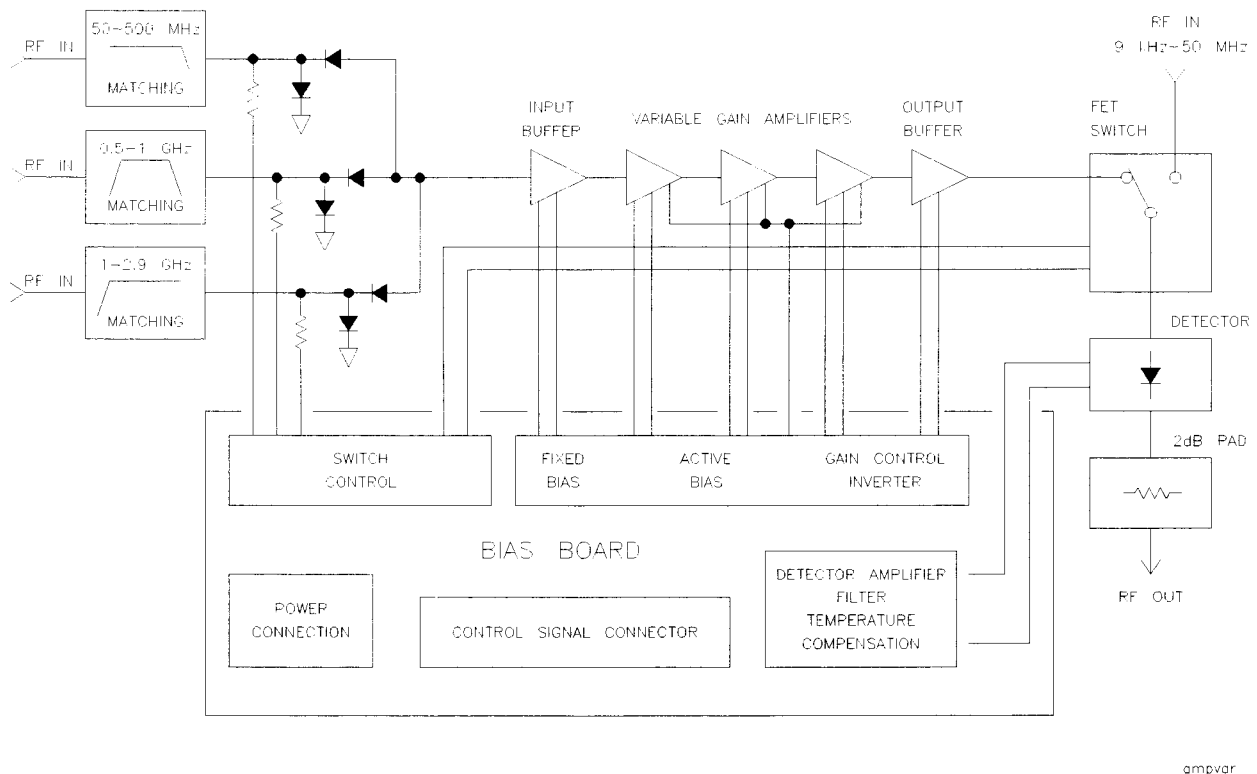 50-500 MHz
RF IN
MATCHING
0.5-1 GHz
RF IN
MATCHING
1-2.9 GHz
RF IN
MATCHING
INPUT
BUFFER
VARIABLE GAIN AMPLIFIERS
OUTPUT
BUFFER
FET
SWITCH
RF IN
9 KHz-50 MHz
DETECTOR
2dB PAD
RF OUT
SWITCH
CONTROL
FIXED
BIAS
ACTIVE
BIAS
GAIN CONTROL
INVERTER
BIAS BOARD
POWER
CONNECTION
CONTROL SIGNAL CONNECTOR
DETECTOR AMPLIFIER
FILTER
TEMPERATURE
COMPENSATION
ampvar